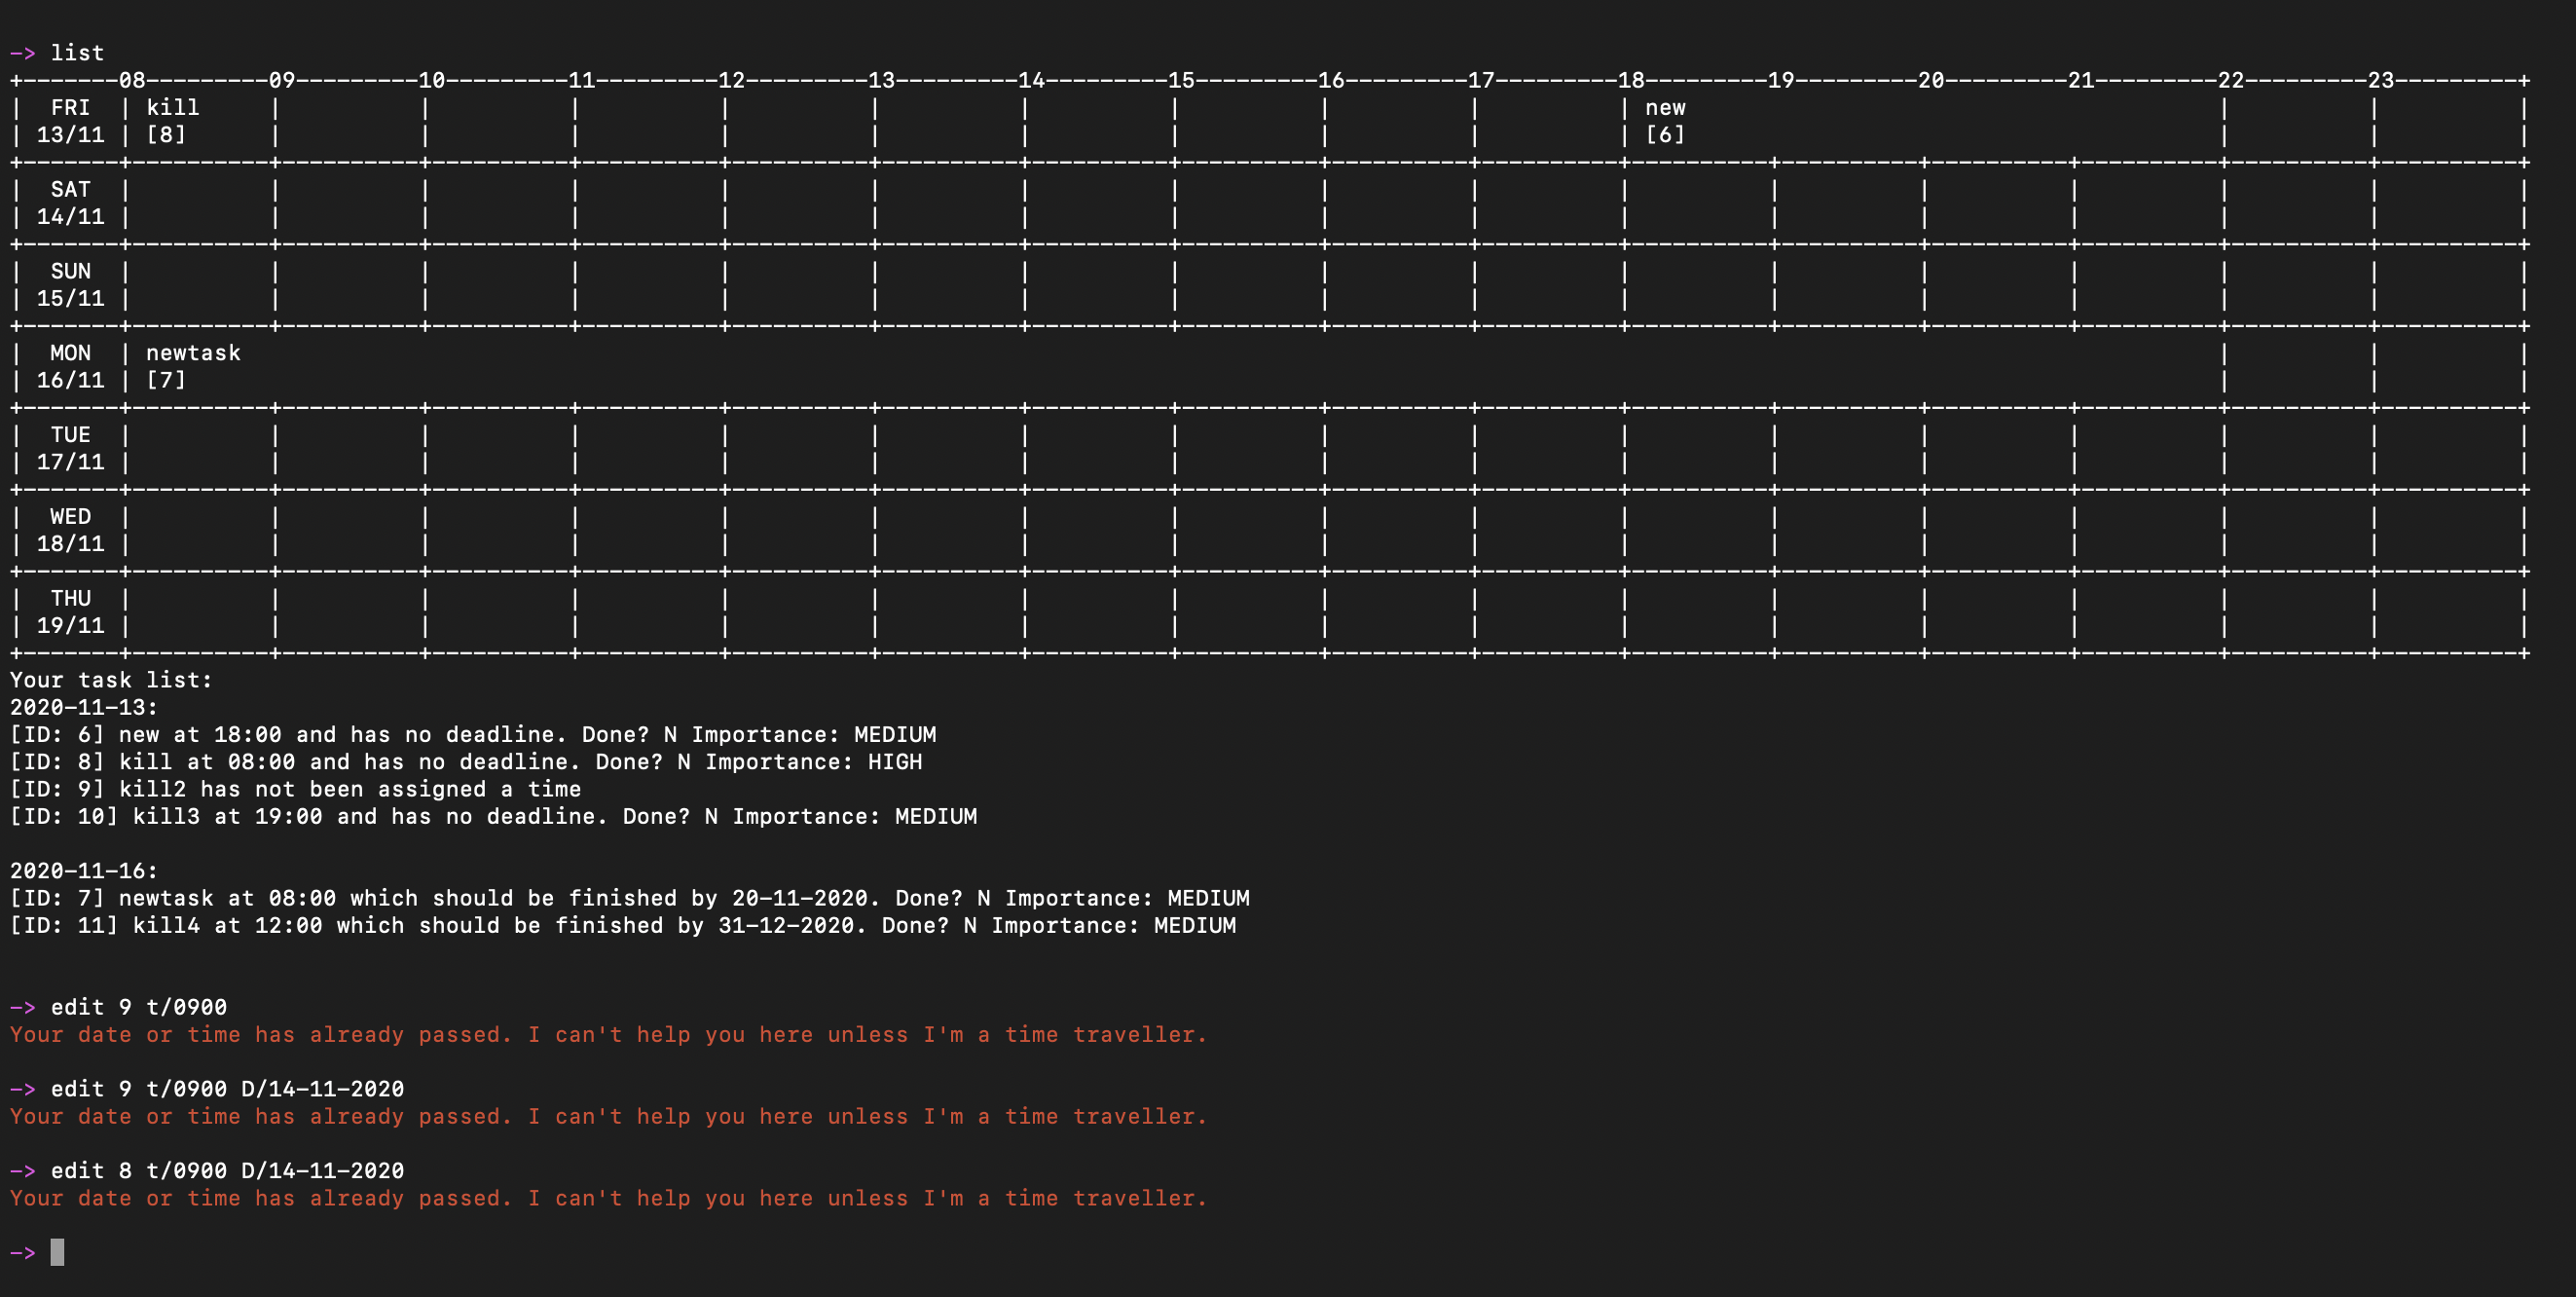 -> list
+-------08---------09---------10---------11---------12---------13---------14---------15---------16---------17---------18---------19---------20---------21---------22---------23---------+
|  FRI  | kill     |          |          |          |          |          |          |          |          | new                                       |          |          |
| 13/11 | [8]      |          |          |          |          |          |          |          |          | [6]                                       |          |          |
+-------+----------+----------+----------+----------+----------+----------+----------+----------+----------+----------+----------+----------+----------+----------+----------+----------+
|  SAT  |          |          |          |          |          |          |          |          |          |          |          |          |          |          |          |          |
| 14/11 |          |          |          |          |          |          |          |          |          |          |          |          |          |          |          |          |
+-------+----------+----------+----------+----------+----------+----------+----------+----------+----------+----------+----------+----------+----------+----------+----------+----------+
|  SUN  |          |          |          |          |          |          |          |          |          |          |          |          |          |          |          |          |
| 15/11 |          |          |          |          |          |          |          |          |          |          |          |          |          |          |          |          |
+-------+----------+----------+----------+----------+----------+----------+----------+----------+----------+----------+----------+----------+----------+----------+----------+----------+
|  MON  | newtask                                                                                                                                             |          |          |
| 16/11 | [7]                                                                                                                                                 |          |          |
+-------+----------+----------+----------+----------+----------+----------+----------+----------+----------+----------+----------+----------+----------+----------+----------+----------+
|  TUE  |          |          |          |          |          |          |          |          |          |          |          |          |          |          |          |          |
| 17/11 |          |          |          |          |          |          |          |          |          |          |          |          |          |          |          |          |
+-------+----------+----------+----------+----------+----------+----------+----------+----------+----------+----------+----------+----------+----------+----------+----------+----------+
|  WED  |          |          |          |          |          |          |          |          |          |          |          |          |          |          |          |          |
| 18/11 |          |          |          |          |          |          |          |          |          |          |          |          |          |          |          |          |
+-------+----------+----------+----------+----------+----------+----------+----------+----------+----------+----------+----------+----------+----------+----------+----------+----------+
|  THU  |          |          |          |          |          |          |          |          |          |          |          |          |          |          |          |          |
| 19/11 |          |          |          |          |          |          |          |          |          |          |          |          |          |          |          |          |
+-------+----------+----------+----------+----------+----------+----------+----------+----------+----------+----------+----------+----------+----------+----------+----------+----------+
Your task list:
2020-11-13:
[ID: 6] new at 18:00 and has no deadline. Done? N Importance: MEDIUM
[ID: 8] kill at 08:00 and has no deadline. Done? N Importance: HIGH
[ID: 9] kill2 has not been assigned a time
[ID: 10] kill3 at 19:00 and has no deadline. Done? N Importance: MEDIUM
2020-11-16:
[ID: 7] newtask at 08:00 which should be finished by 20-11-2020. Done? N Importance: MEDIUM
[ID: 11] kill4 at 12:00 which should be finished by 31-12-2020. Done? N Importance: MEDIUM
-> edit 9 t/0900
Your date or time has already passed. I can't help you here unless I'm a time traveller.
-> edit 9 t/0900 D/14-11-2020
Your date or time has already passed. I can't help you here unless I'm a time traveller.
-> edit 8 t/0900 D/14-11-2020
Your date or time has already passed. I can't help you here unless I'm a time traveller.
->